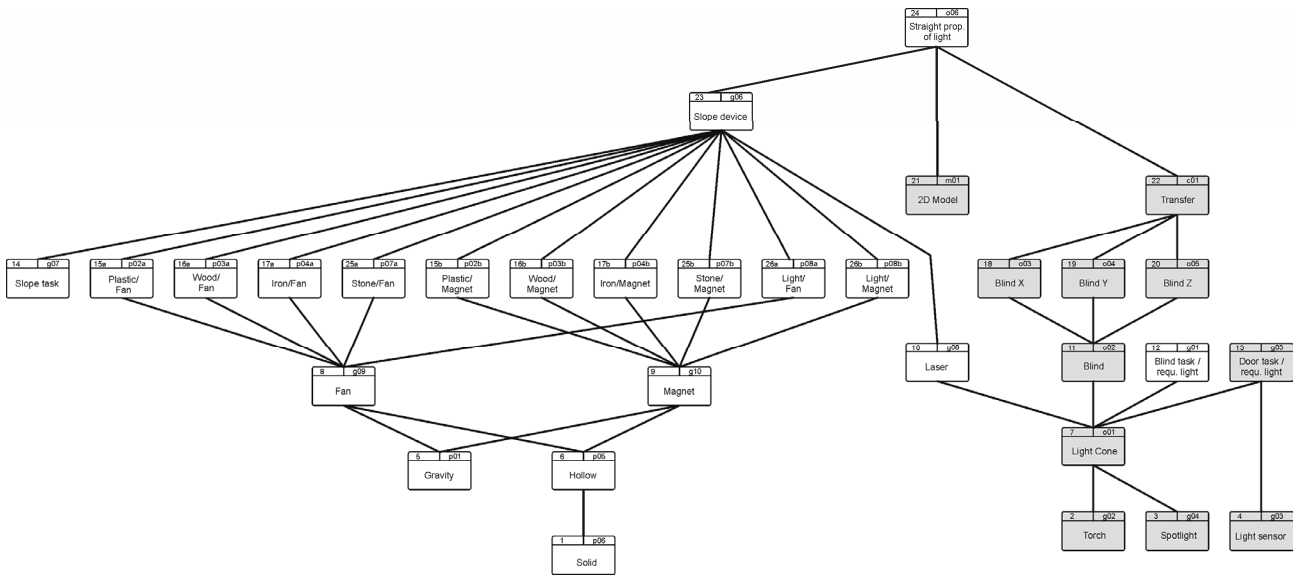 24 o06
Straight prop.
of light
23 g06
Slope device
21 m01
2D Model
22 c01
Transfer
14 g07
Slope task
15a p02a
Plastic/
Fan
16a p03a
Wood/
Fan
17a p04a
Iron/Fan
25a p07a
Stone/Fan
15b p02b
Plastic/
Magnet
16b p03b
Wood/
Magnet
17b p04b
Iron/Magnet
25b p07b
Stone/
Magnet
26a p08a
Light/
Fan
26b p08b
Light/
Magnet
18 o03
Blind X
19 o04
Blind Y
20 o05
Blind Z
8 g09
Fan
9 g10
Magnet
10 g08
Laser
11 o02
Blind
12 g01
Blind task /
requ. light
13 g05
Door task /
requ. light
7 o01
Light Cone
5 p01
Gravity
6 p05
Hollow
2 g02
Torch
3 g04
Spotlight
4 g03
Light sensor
1 p06
Solid